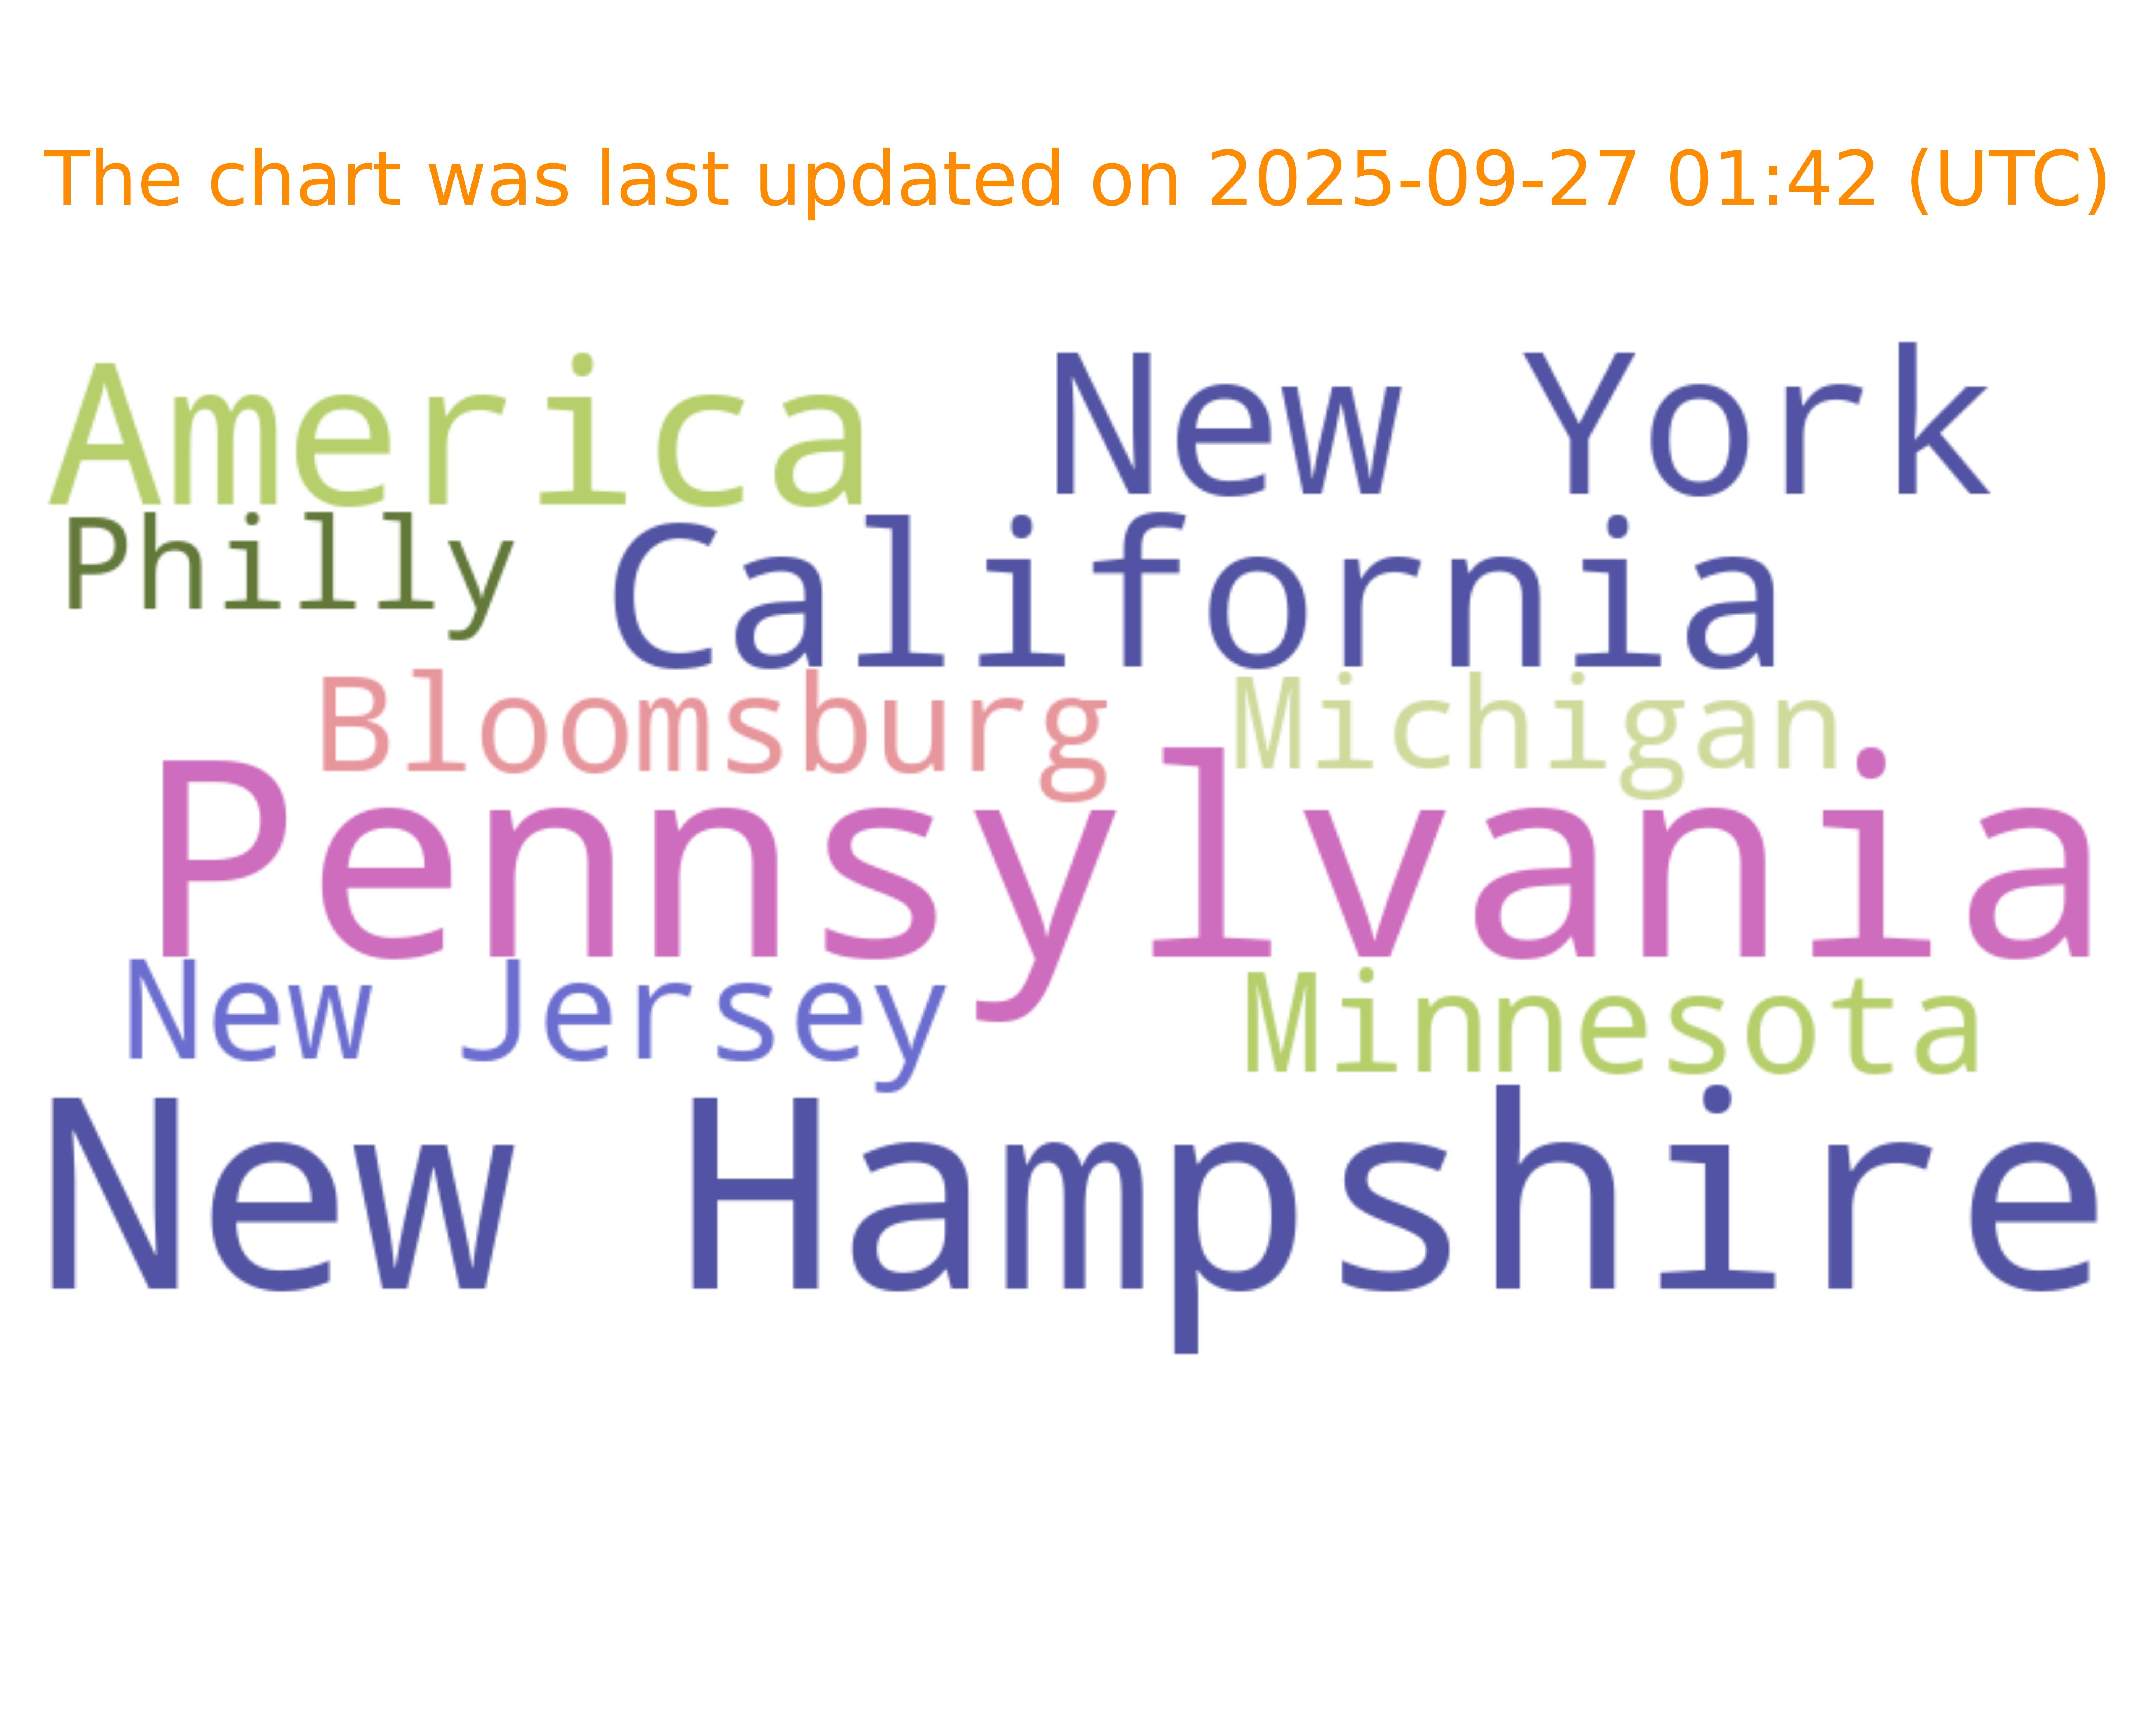 The chart was last updated on 2025-09-27 01:42 (UTC)
America New York
Philly California
Bloomsburg Michigan
Pennsylvania
New Jersey Minnesota
New Hampshire